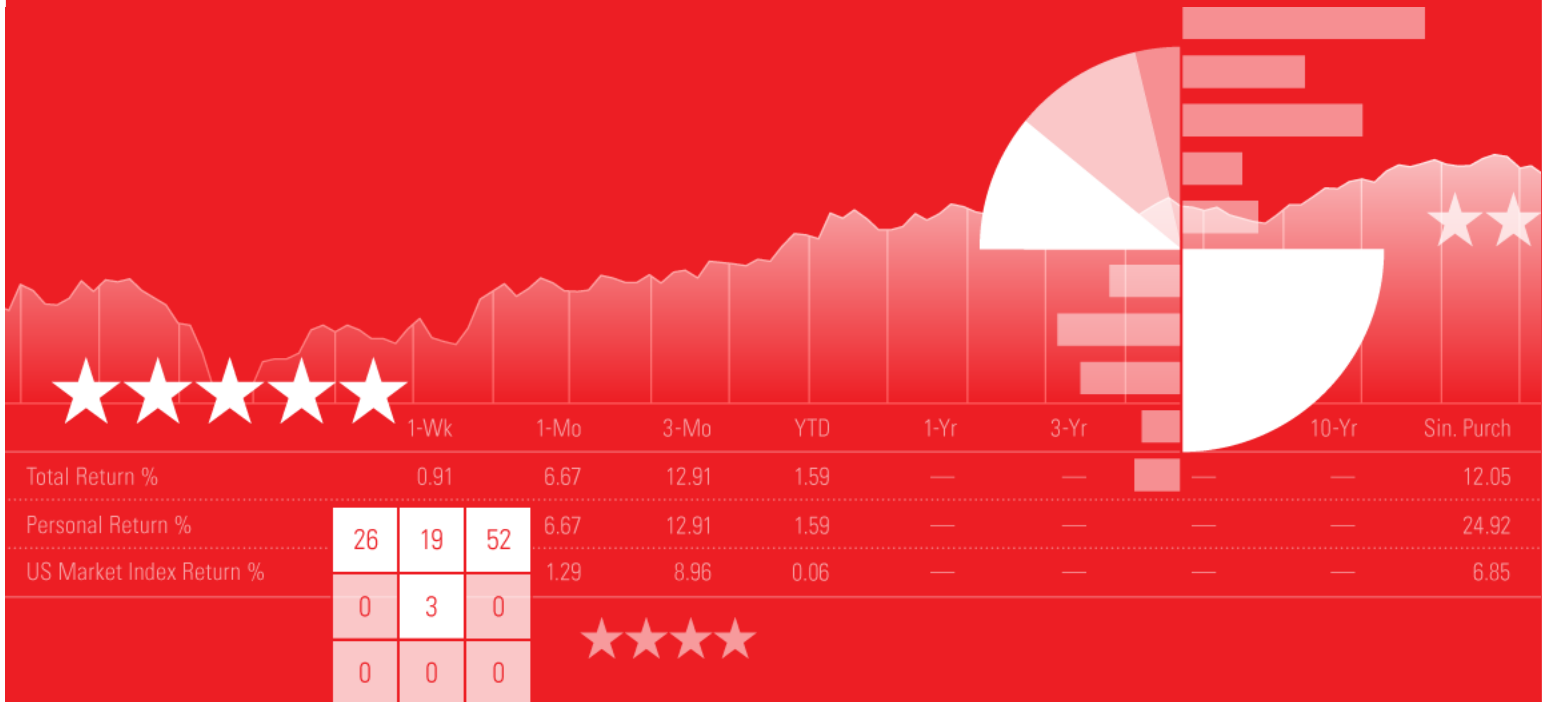 1-Wk 1-Mo 3-Mo YTD 1-Yr 3-Yr 10-Yr Sin. Purch
Total Return % 0.91 6.67 12.91 1.59 — — — — 12.05
Personal Return % 6.67 12.91 1.59 — — — — 24.92
26 19 52
US Market Index Return % 1.29 8.96 0.06 — — — — 6.85
0 3 0
0 0 0